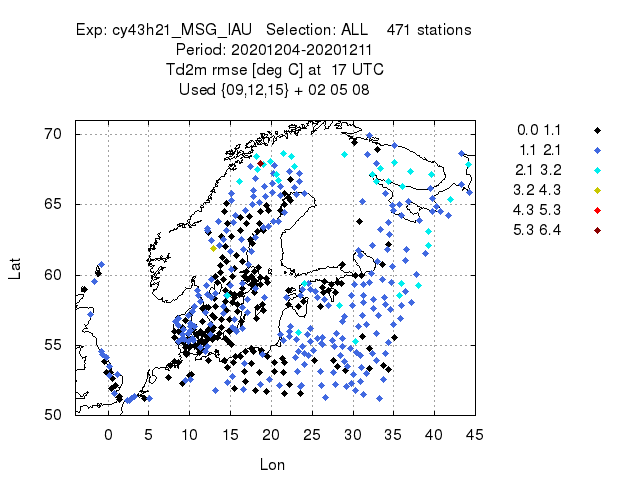 Exp: cy43h21_MSG_IAU Selection: ALL 471 stations
Period: 20201204-20201211
Td2m rmse [deg C] at 17 UTC
Used {09,12,15} + 02 05 08
70
65
60
55
50
Lat
0 5 10 15 20 25 30 35 40 45
Lon
0.0 1.1
1.1 2.1
2.1 3.2
3.2 4.3
4.3 5.3
5.3 6.4